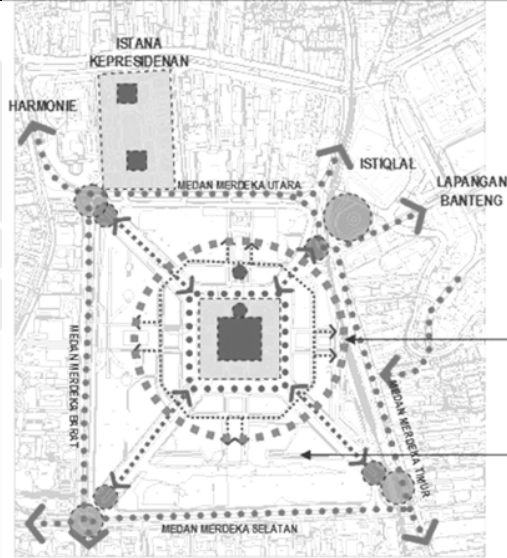 ISTANA
KEPRESIDENAN
HARMONIE
ISTIQLAL
MEDAN MERDEKA UTARA
LAPANGAN
BANTENG
MEDAN MERDEKA BARAT
MEDAN MERDEKA TIMUR
MEDAN MERDEKA SELATAN